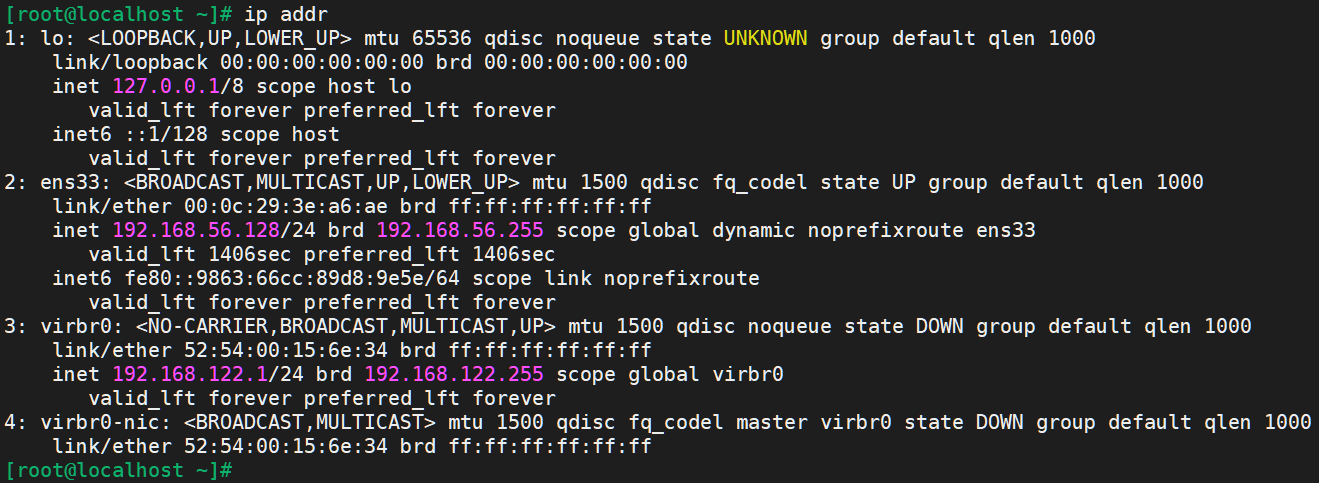 [root@localhost ~]# ip addr
1: lo: <LOOPBACK,UP,LOWER_UP> mtu 65536 qdisc noqueue state UNKNOWN group default qlen 1000
    link/loopback 00:00:00:00:00:00 brd 00:00:00:00:00:00
    inet 127.0.0.1/8 scope host lo
       valid_lft forever preferred_lft forever
    inet6 ::1/128 scope host
       valid_lft forever preferred_lft forever
2: ens33: <BROADCAST,MULTICAST,UP,LOWER_UP> mtu 1500 qdisc fq_codel state UP group default qlen 1000
    link/ether 00:0c:29:3e:a6:ae brd ff:ff:ff:ff:ff:ff
    inet 192.168.56.128/24 brd 192.168.56.255 scope global dynamic noprefixroute ens33
       valid_lft 1406sec preferred_lft 1406sec
    inet6 fe80::9863:66cc:89d8:9e5e/64 scope link noprefixroute
       valid_lft forever preferred_lft forever
3: virbr0: <NO-CARRIER,BROADCAST,MULTICAST,UP> mtu 1500 qdisc noqueue state DOWN group default qlen 1000
    link/ether 52:54:00:15:6e:34 brd ff:ff:ff:ff:ff:ff
    inet 192.168.122.1/24 brd 192.168.122.255 scope global virbr0
       valid_lft forever preferred_lft forever
4: virbr0-nic: <BROADCAST,MULTICAST> mtu 1500 qdisc fq_codel master virbr0 state DOWN group default qlen 1000
    link/ether 52:54:00:15:6e:34 brd ff:ff:ff:ff:ff:ff
[root@localhost ~]#